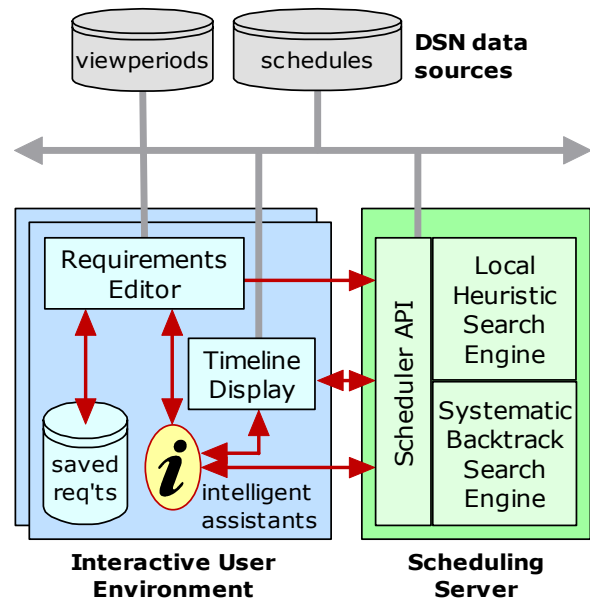 viewperiods
schedules
DSN data
sources
Requirements
Editor
Timeline
Display
saved
req'ts
i
intelligent
assistants
Scheduler API
Local
Heuristic
Search
Engine
Systematic
Backtrack
Search
Engine
Interactive User
Environment
Scheduling
Server